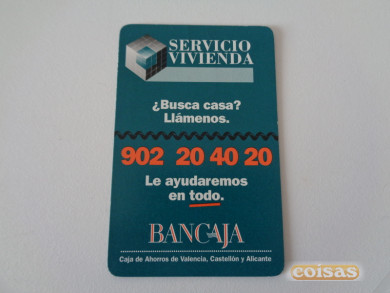 SERVICIO
VIVIENDA
¿Busca casa?
Llámenos.
902 20 40 20
Le ayudaremos
en todo.
BANCAJA
Caja de Ahorros de Valencia, Castellón y Alicante
coisas